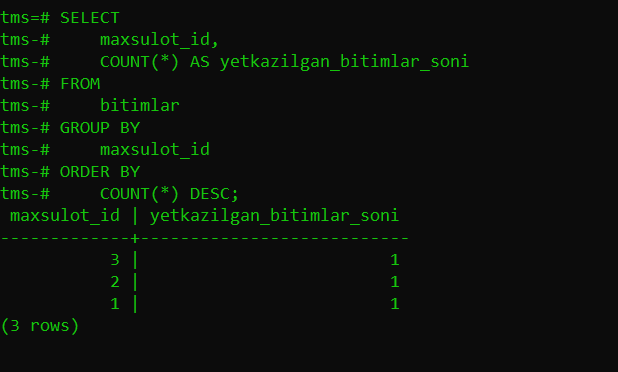 tms=# SELECT
tms-#     maxsulot_id,
tms-#     COUNT(*) AS yetkazilgan_bitimlar_soni
tms-# FROM
tms-#     bitimlar
tms-# GROUP BY
tms-#     maxsulot_id
tms-# ORDER BY
tms-#     COUNT(*) DESC;
 maxsulot_id | yetkazilgan_bitimlar_soni
-------------+---------------------------
           3 |                         1
           2 |                         1
           1 |                         1
(3 rows)